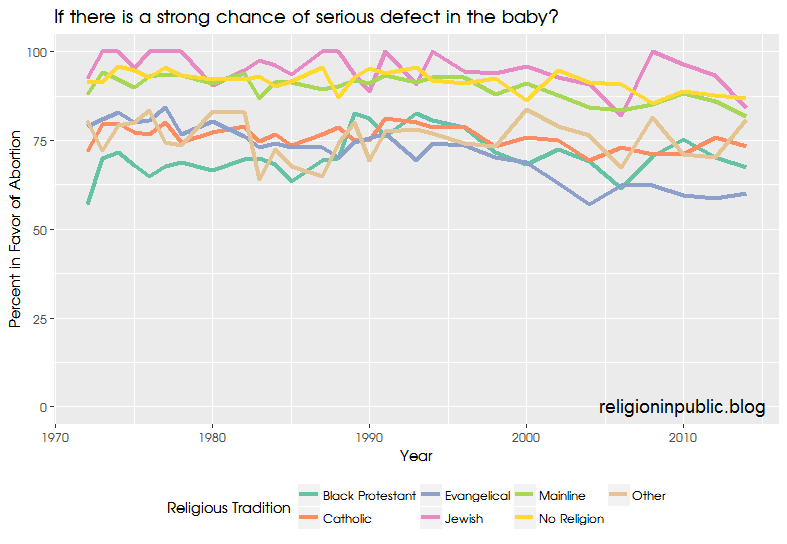 If there is a strong chance of serious defect in the baby?
100
75
50
25
0
Percent in Favor of Abortion
religioninpublic.blog
1970 1980 1990 2000 2010
Year
Religious Tradition
Black Protestant Evangelical Mainline Other
Catholic Jewish No Religion